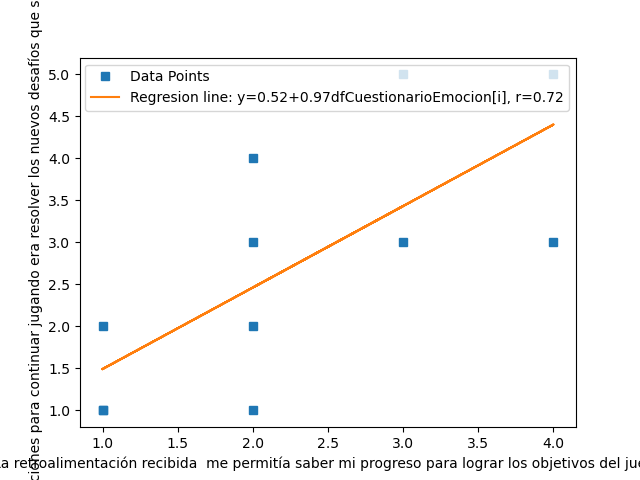 ciones para continuar jugando era resolver los nuevos desafíos que s
5.0
4.5
4.0
3.5
3.0
2.5
2.0
1.5
1.0
Data Points
Regresion line: y=0.52+0.97dfCuestionarioEmocion[i], r=0.72
1.0 1.5 2.0 2.5 3.0 3.5 4.0
a retroalimentación recibida me permitía saber mi progreso para lograr los objetivos del jue